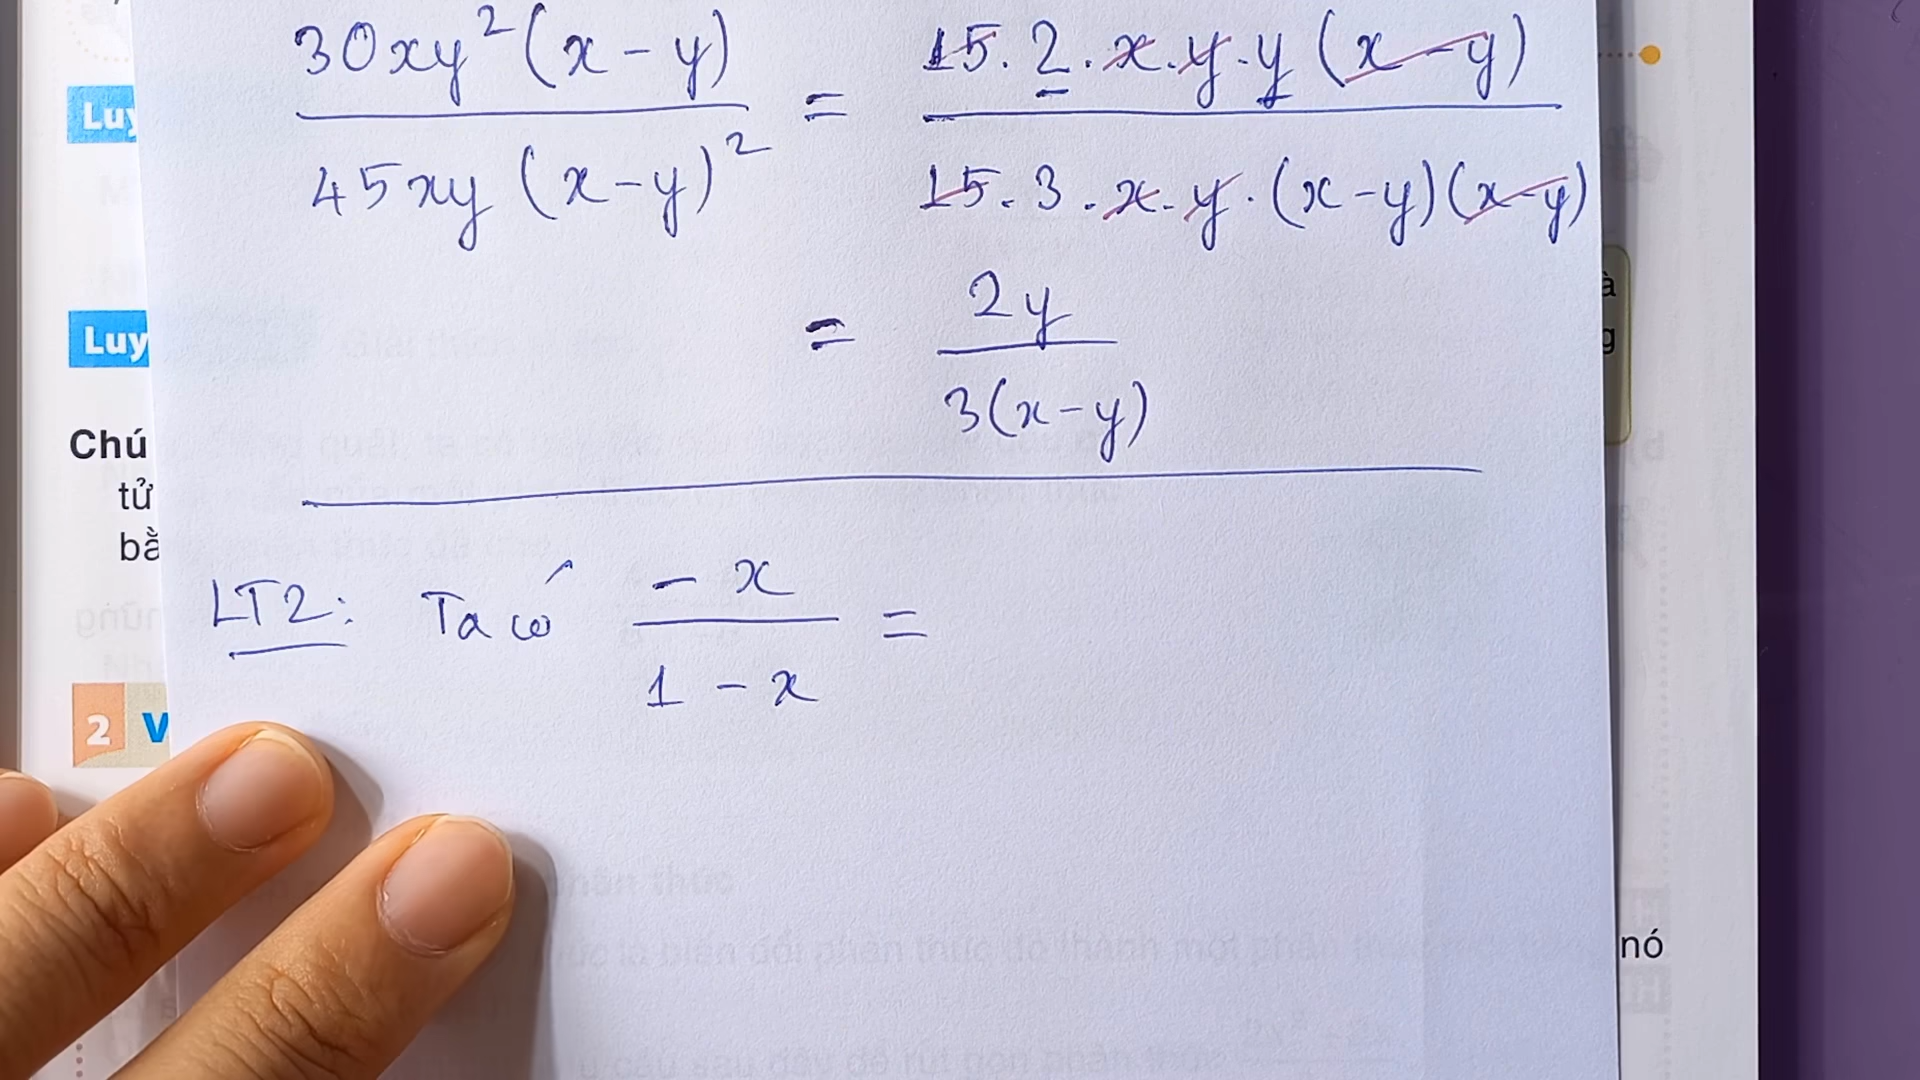 30xy²(x-y) / 45xy(x-y)² = 15.2.x.y.y(x-y) / 15.3.x.y.(x-y)(x-y)
= 2y / 3(x-y)
LT2: Ta có -x / 1-x =
Luy
Luy
Chú
tử
bằ
2 V
à
g
nó